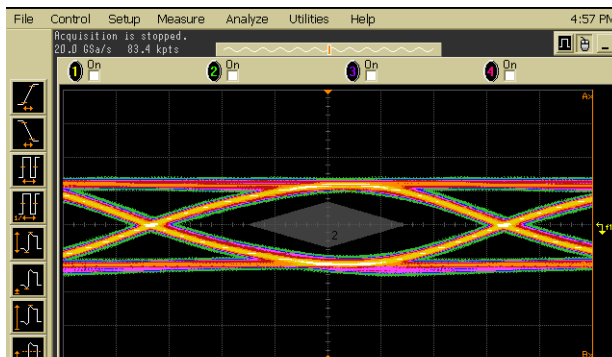 File Control Setup Measure Analyze Utilities Help 4:57 PM
Acquisition is stopped.
20.0 GSa/s 83.4 kpts
1 On 2 On 3 On 4 On
Ax
2
f1
Bx